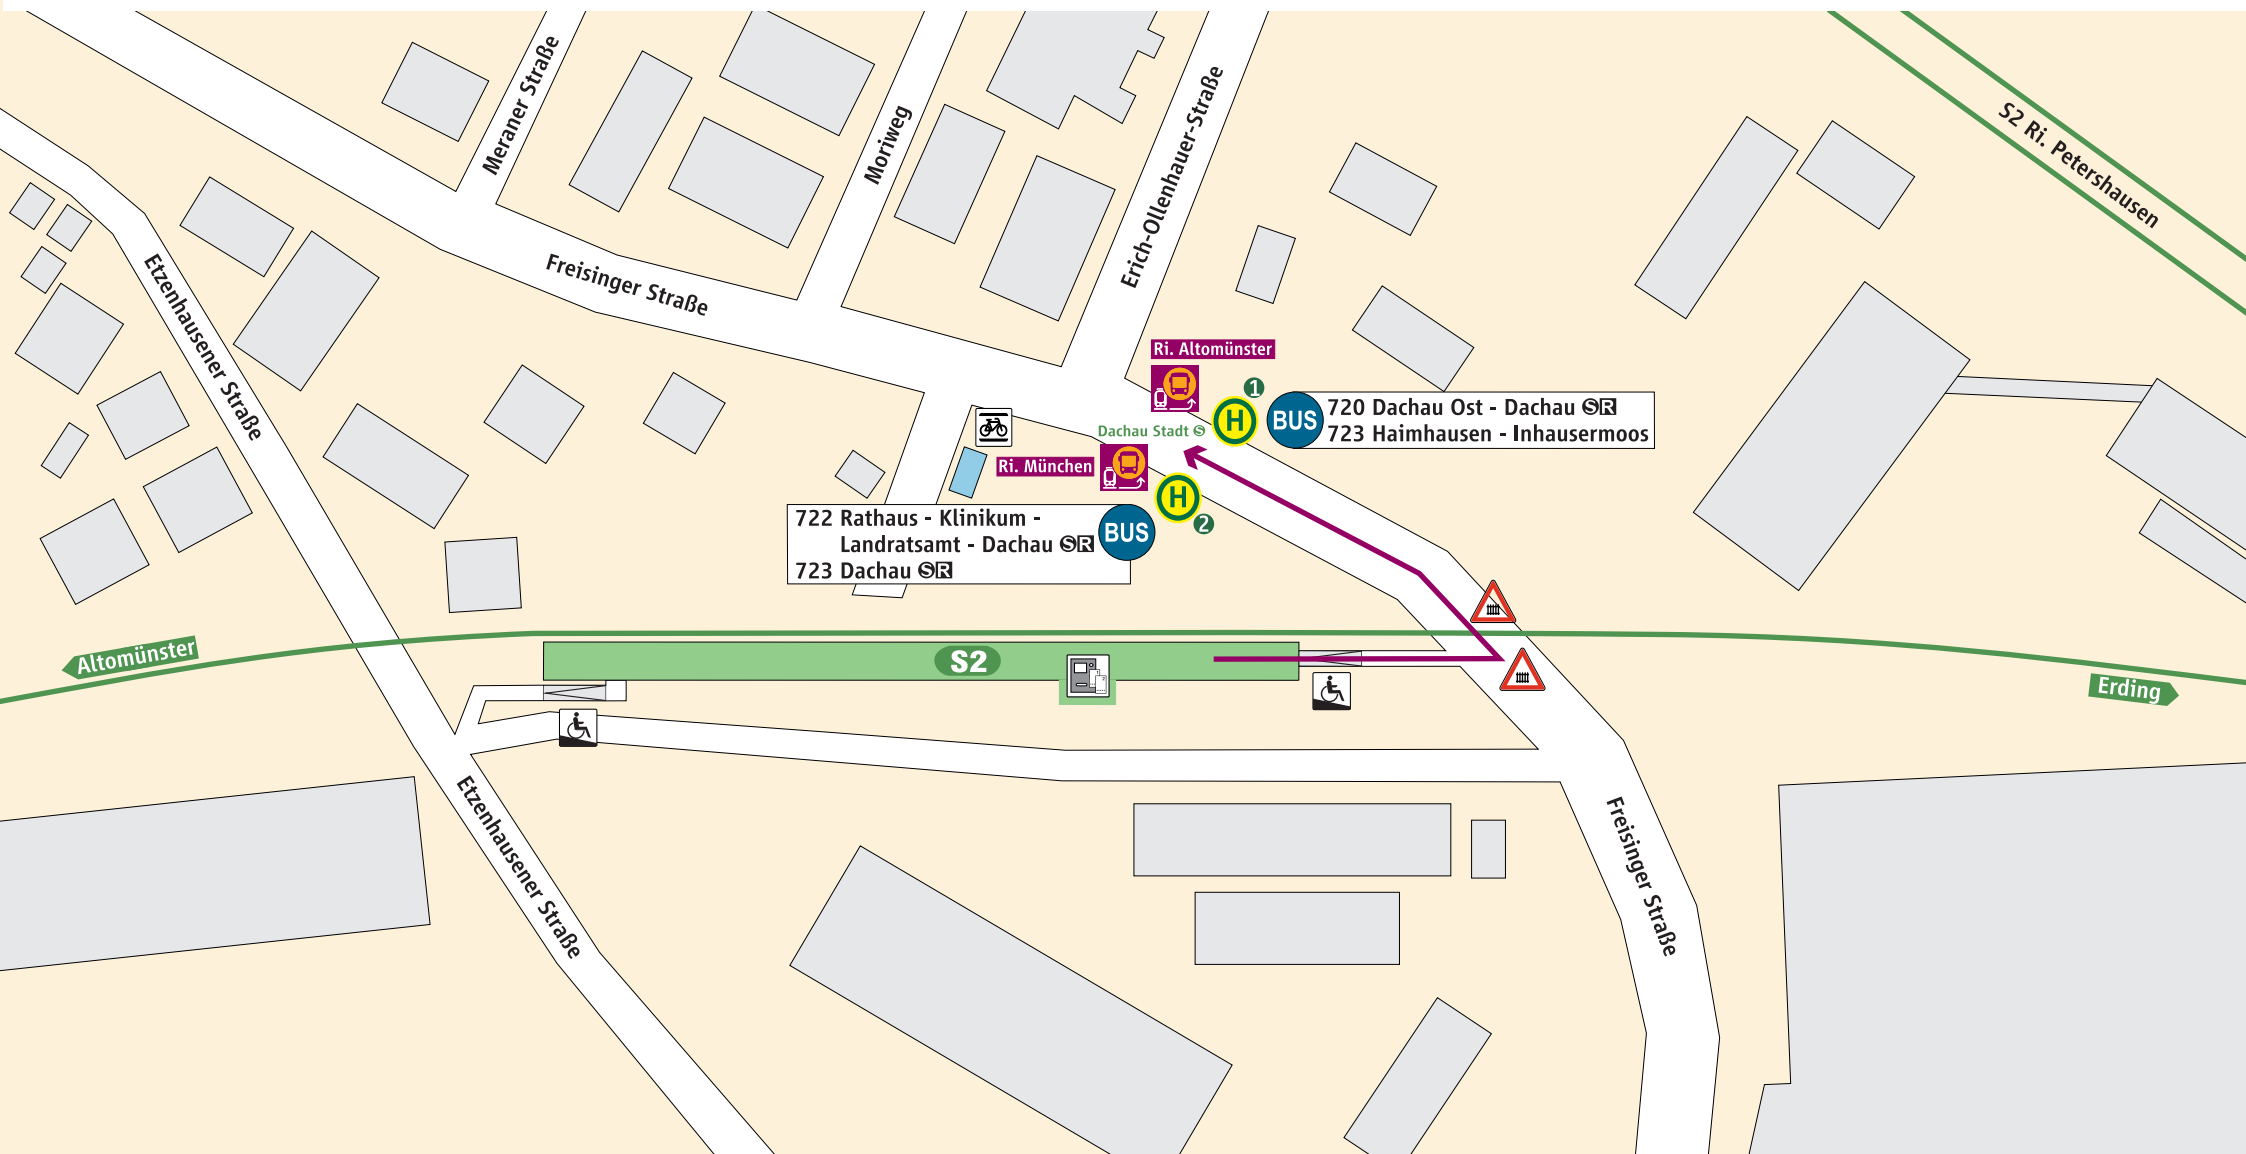 Meraner Straße
Moriweg
Erich-Ollenhauer-Straße
S2 Ri. Petershausen
Etzenhausener Straße
Freisinger Straße
Ri. Altomünster
1
H
BUS
720 Dachau Ost - Dachau S R
723 Haimhausen - Inhausermoos
Dachau Stadt S
Ri. München
H
2
BUS
722 Rathaus - Klinikum -
Landratsamt - Dachau S R
723 Dachau S R
Altomünster
S2
Erding
Etzenhausener Straße
Freisinger Straße